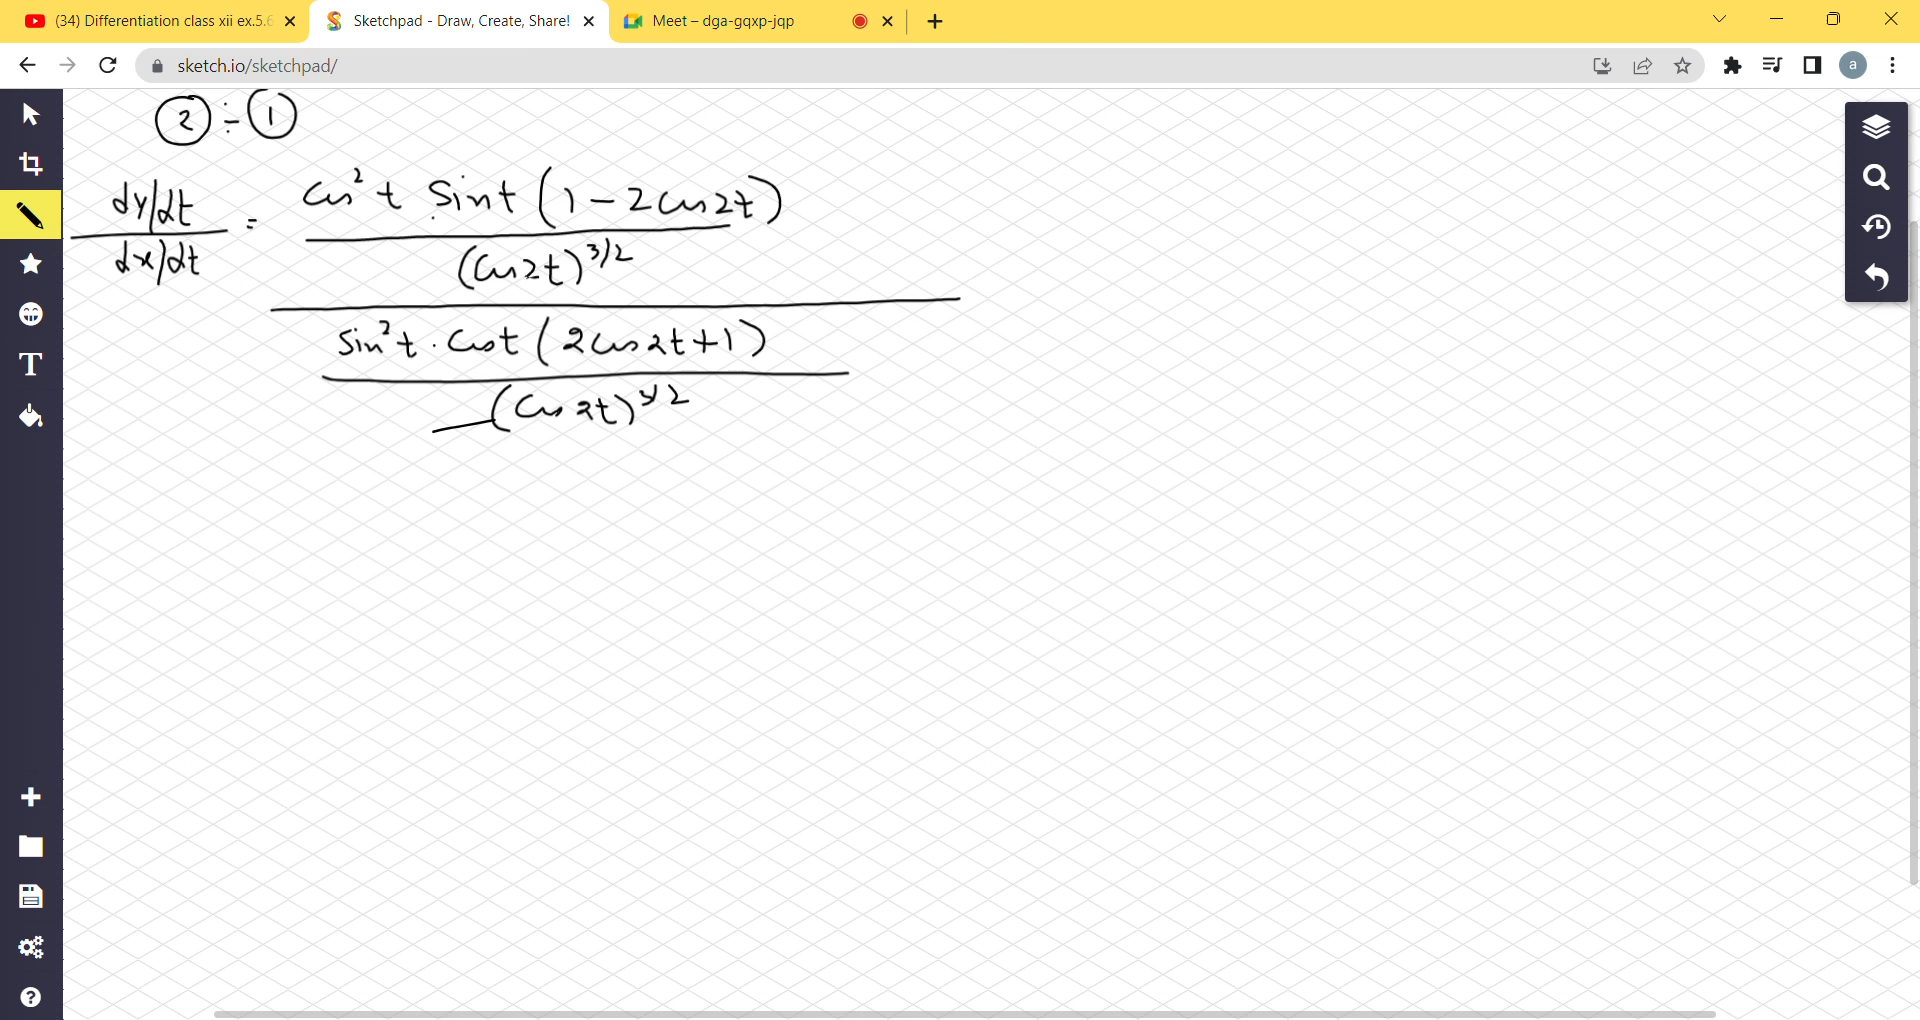 (34) Differentiation class xii ex.5.6
Sketchpad - Draw, Create, Share!
Meet – dga-gqxp-jqp
sketch.io/sketchpad/
a
② ÷ ①
dy/dt / dx/dt = cos²t sint (1 - 2cos2t)
(cos2t)^3/2
sin²t . cost (2cos2t+1)
(cos2t)^3/2
T